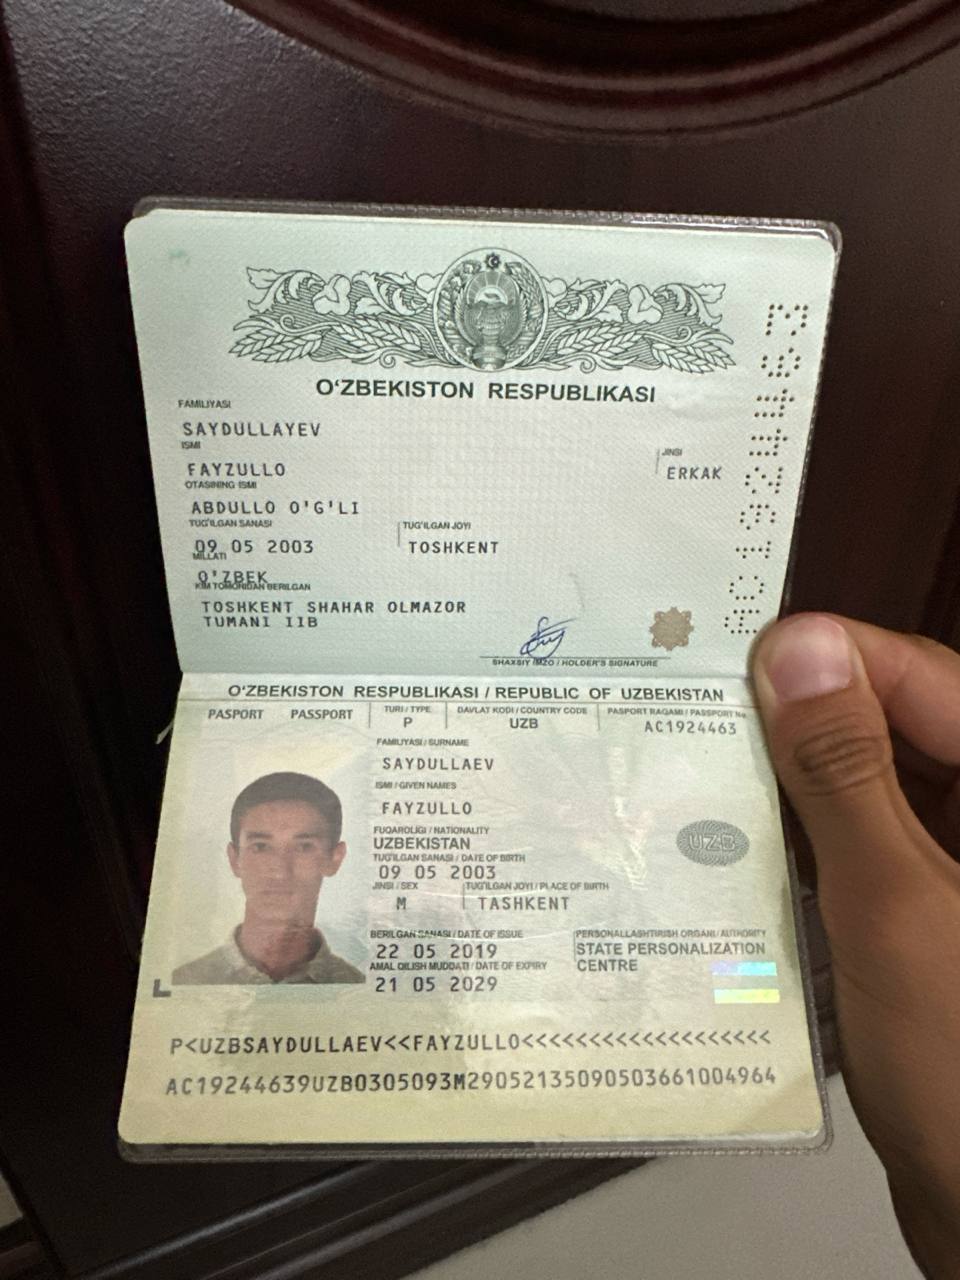 O'ZBEKISTON RESPUBLIKASI
FAMILIYASI
SAYDULLAYEV
ISMI
FAYZULLO
JINSI
ERKAK
OTASINING ISMI
ABDULLO O'G'LI
TUG'ILGAN SANASI
09 05 2003
TUG'ILGAN JOYI
TOSHKENT
MILLATI
O'ZBEK
KIM TOMONIDAN BERILGAN
TOSHKENT SHAHAR OLMAZOR
TUMANI IIB
SHAXSIY IMZO / HOLDER'S SIGNATURE
AC1924463
O'ZBEKISTON RESPUBLIKASI / REPUBLIC OF UZBEKISTAN
PASPORT PASSPORT
TURI / TYPE
P
DAVLAT KODI / COUNTRY CODE
UZB
PASPORT RAQAMI / PASSPORT No
AC1924463
FAMILIYASI / SURNAME
SAYDULLAEV
ISMI / GIVEN NAMES
FAYZULLO
FUQAROLIGI / NATIONALITY
UZBEKISTAN
TUG'ILGAN SANASI / DATE OF BIRTH
09 05 2003
JINSI / SEX
M
TUG'ILGAN JOYI / PLACE OF BIRTH
TASHKENT
UZB
BERILGAN SANASI / DATE OF ISSUE
22 05 2019
PERSONALLASHTIRISH ORGANI / AUTHORITY
STATE PERSONALIZATION
CENTRE
AMAL QILISH MUDDATI / DATE OF EXPIRY
21 05 2029
P<UZBSAYDULLAEV<<FAYZULLO<<<<<<<<<<<<<<<<<<<
AC19244639UZB0305093M29052135090503661004964